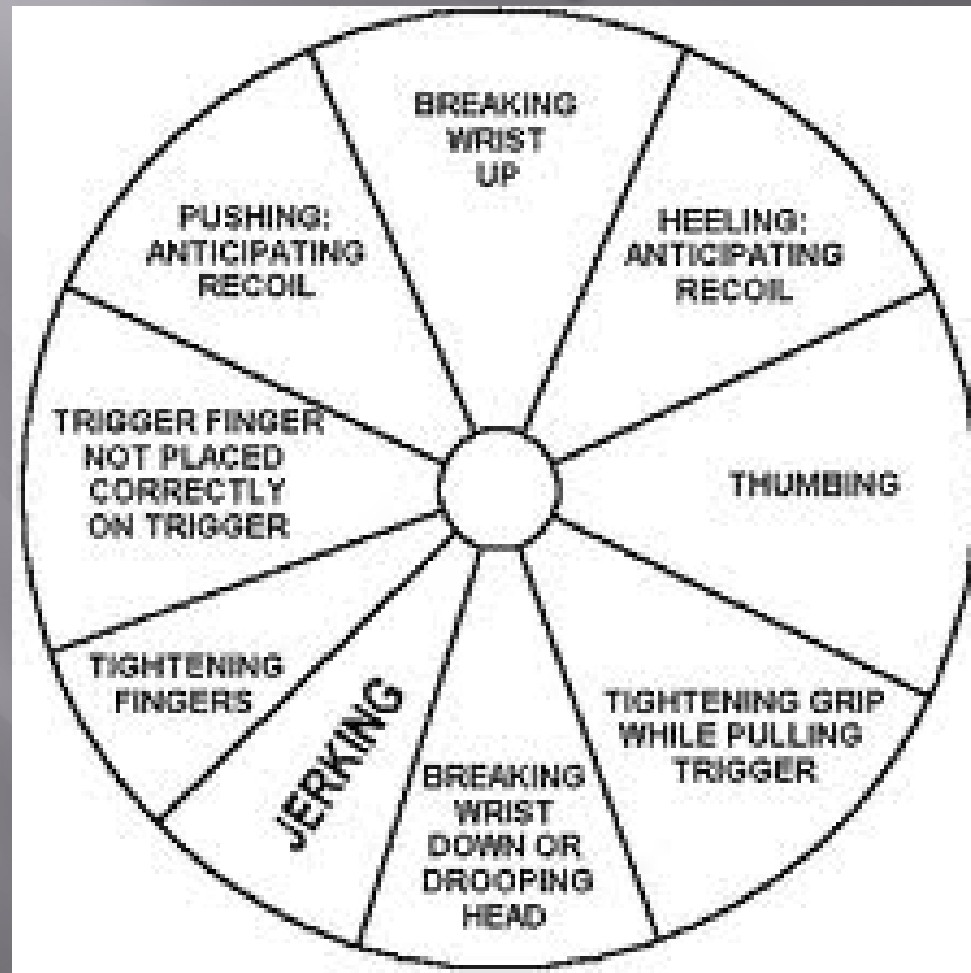 BREAKING
WRIST
UP
PUSHING:
ANTICIPATING
RECOIL
HEELING:
ANTICIPATING
RECOIL
TRIGGER FINGER
NOT PLACED
CORRECTLY
ON TRIGGER
THUMBING
TIGHTENING
FINGERS
JERKING
BREAKING
WRIST
DOWN OR
DROOPING
HEAD
TIGHTENING GRIP
WHILE PULLING
TRIGGER